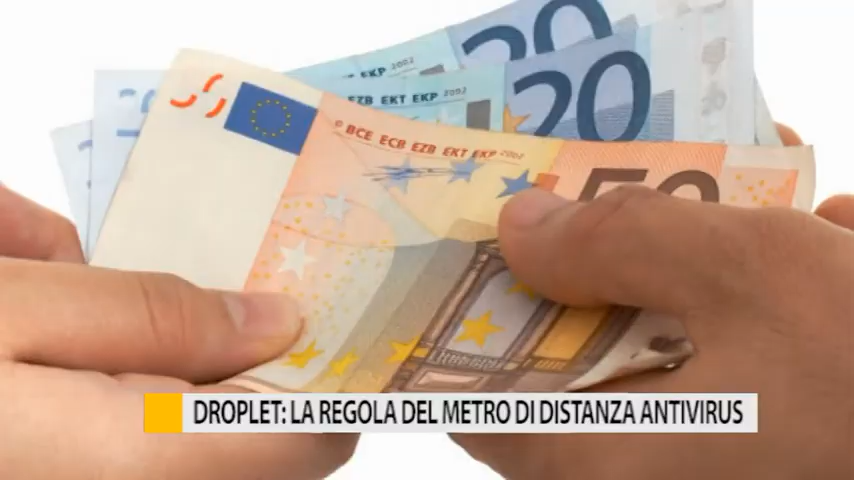 20
EKP 2002
20
EZB EKT EKP 2002
BCE ECB EZB EKT EKP 2002
50
DROPLET: LA REGOLA DEL METRO DI DISTANZA ANTIVIRUS